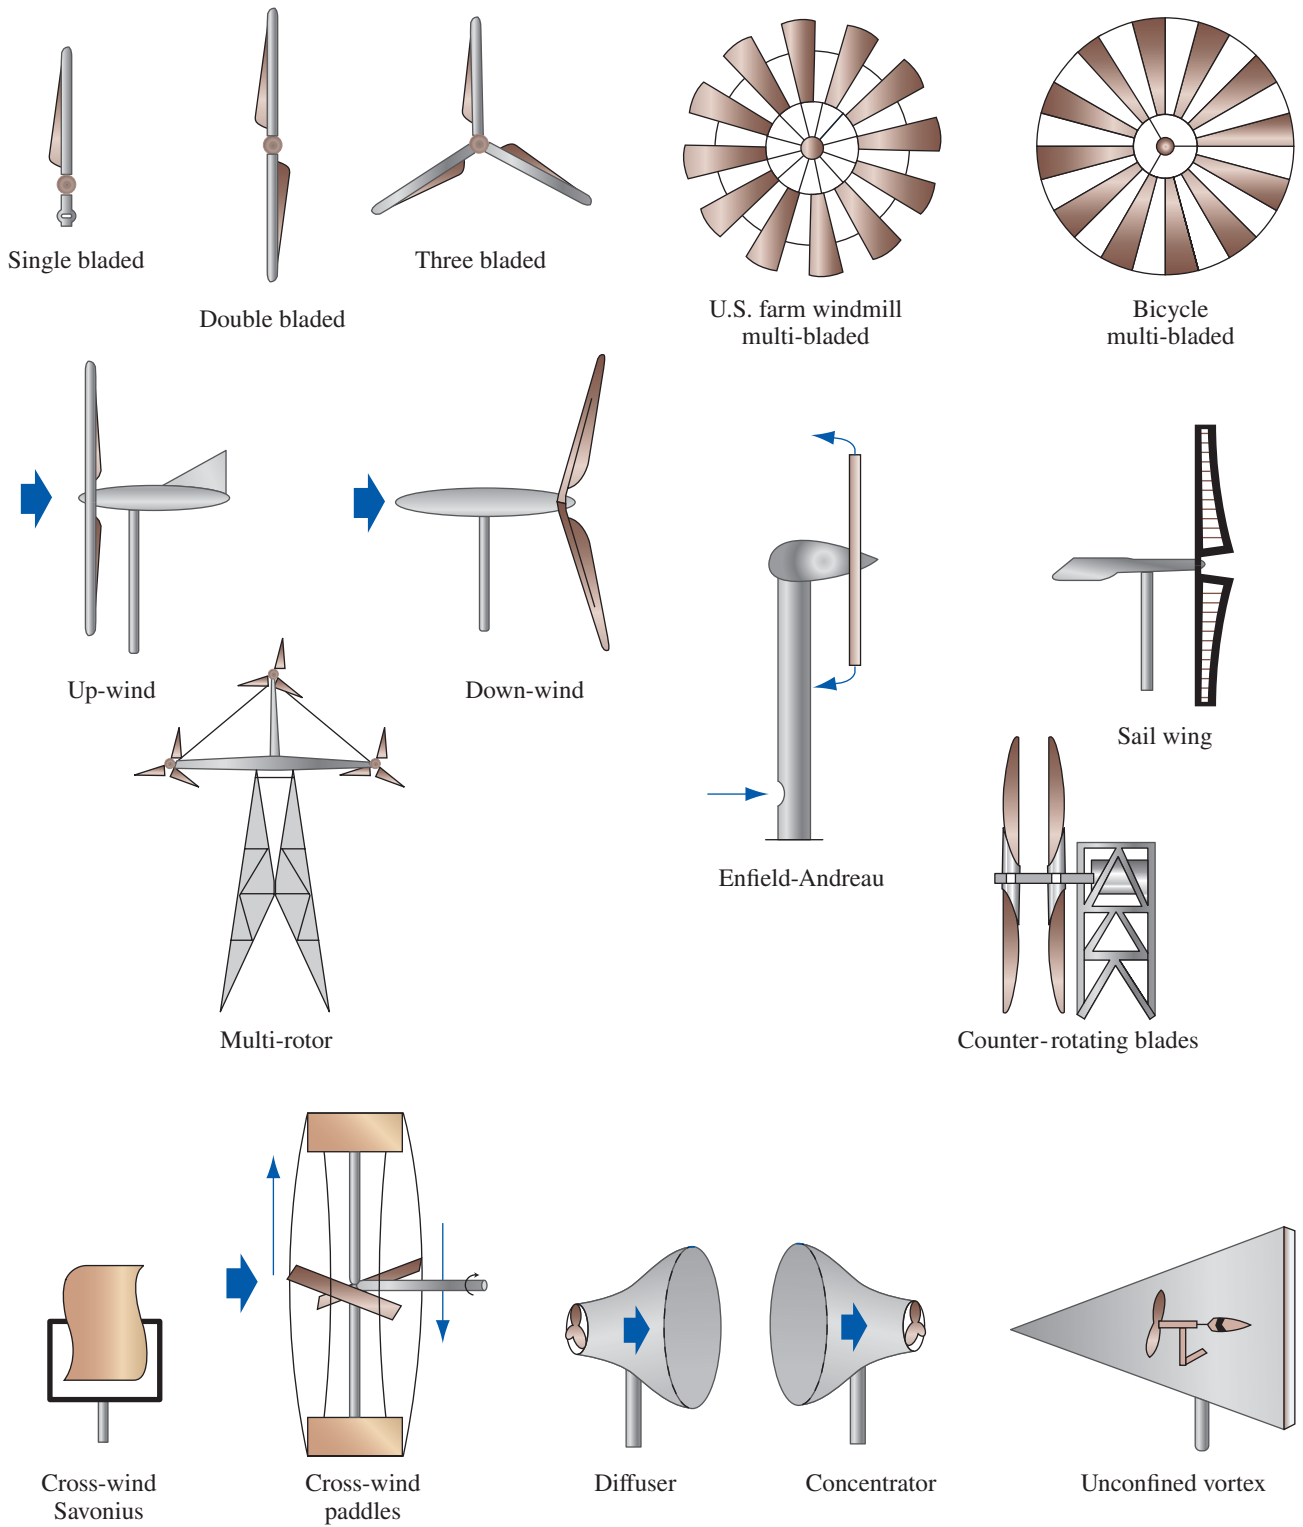 Single bladed
Double bladed
Three bladed
U.S. farm windmill
multi-bladed
Bicycle
multi-bladed
Up-wind
Down-wind
Enfield-Andreau
Sail wing
Multi-rotor
Counter-rotating blades
Cross-wind
Savonius
Cross-wind
paddles
Diffuser
Concentrator
Unconfined vortex